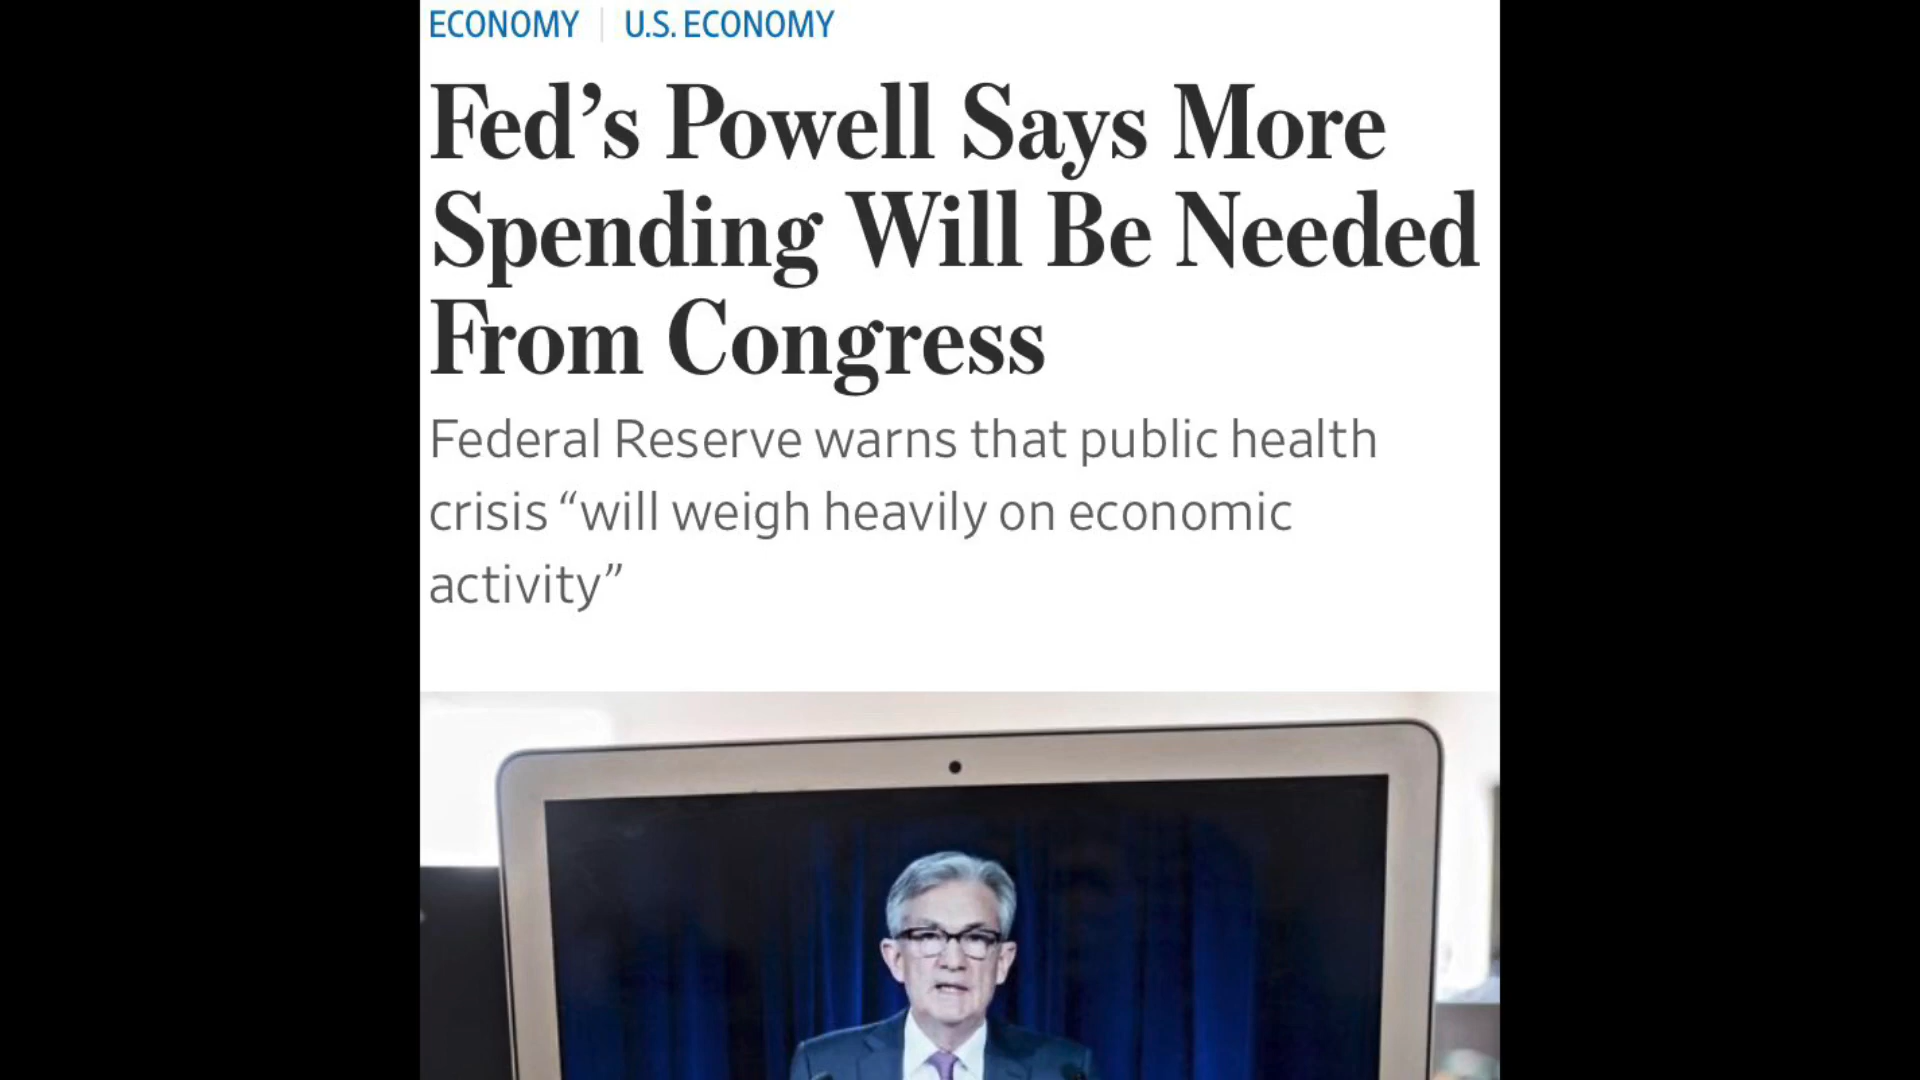 ECONOMY | U.S. ECONOMY
Fed’s Powell Says More
Spending Will Be Needed
From Congress
Federal Reserve warns that public health
crisis “will weigh heavily on economic
activity”